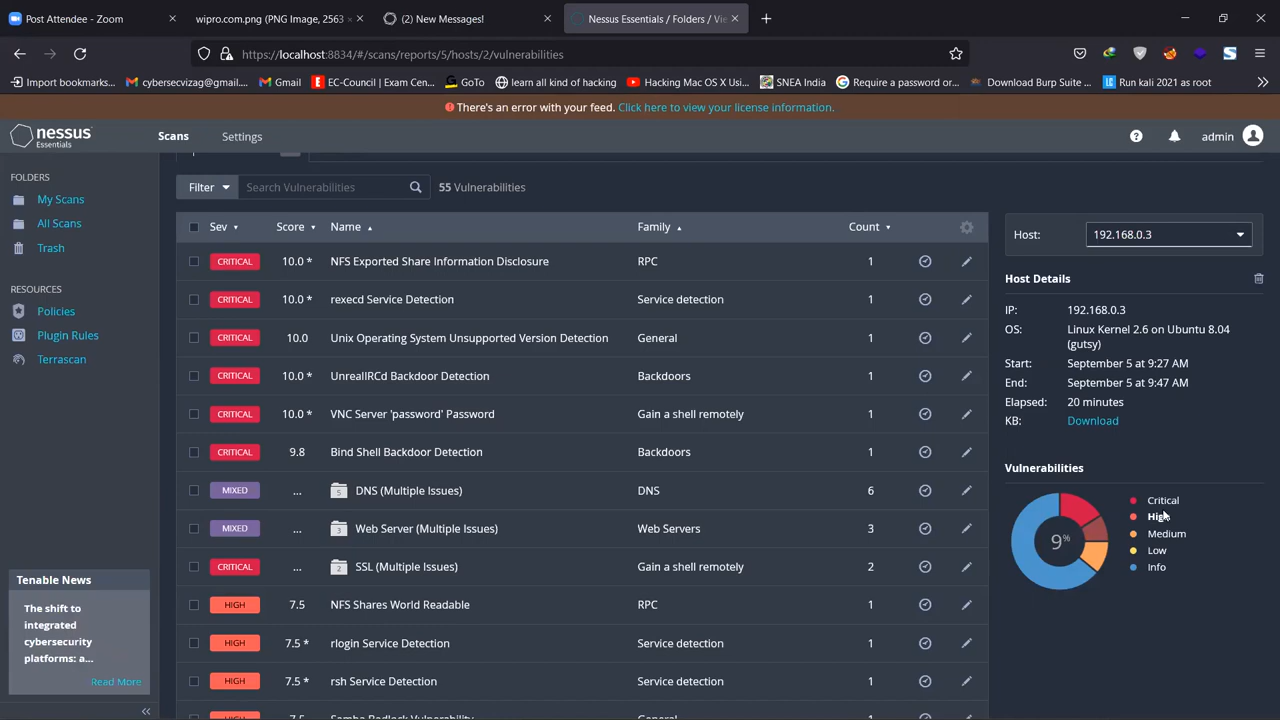 Post Attendee - Zoom
wipro.com.png (PNG Image, 2563
(2) New Messages!
Nessus Essentials / Folders / Vie
https://localhost:8834/#/scans/reports/5/hosts/2/vulnerabilities
Import bookmarks... cybersecvizag@gmail.... Gmail EC-Council | Exam Cent... GoTo learn all kind of hacking Hacking Mac OS X Usi... SNEA India Require a password or... Download Burp Suite ... Run kali 2021 as root
There's an error with your feed. Click here to view your license information.
nessus
Essentials
Scans
Settings
admin
FOLDERS
My Scans
All Scans
Trash
RESOURCES
Policies
Plugin Rules
Terrascan
Tenable News
The shift to
integrated
cybersecurity
platforms: a...
Read More
Filter
Search Vulnerabilities
55 Vulnerabilities
Sev Score Name Family Count
CRITICAL 10.0 * NFS Exported Share Information Disclosure RPC 1
CRITICAL 10.0 * rexecd Service Detection Service detection 1
CRITICAL 10.0 Unix Operating System Unsupported Version Detection General 1
CRITICAL 10.0 * UnrealIRCd Backdoor Detection Backdoors 1
CRITICAL 10.0 * VNC Server 'password' Password Gain a shell remotely 1
CRITICAL 9.8 Bind Shell Backdoor Detection Backdoors 1
MIXED ... 5 DNS (Multiple Issues) DNS 6
MIXED ... 3 Web Server (Multiple Issues) Web Servers 3
CRITICAL ... 2 SSL (Multiple Issues) Gain a shell remotely 2
HIGH 7.5 NFS Shares World Readable RPC 1
HIGH 7.5 * rlogin Service Detection Service detection 1
HIGH 7.5 * rsh Service Detection Service detection 1
HIGH 7.5 Samba Badlock Vulnerability General 1
Host: 192.168.0.3
Host Details
IP: 192.168.0.3
OS: Linux Kernel 2.6 on Ubuntu 8.04
(gutsy)
Start: September 5 at 9:27 AM
End: September 5 at 9:47 AM
Elapsed: 20 minutes
KB: Download
Vulnerabilities
9%
Critical
High
Medium
Low
Info